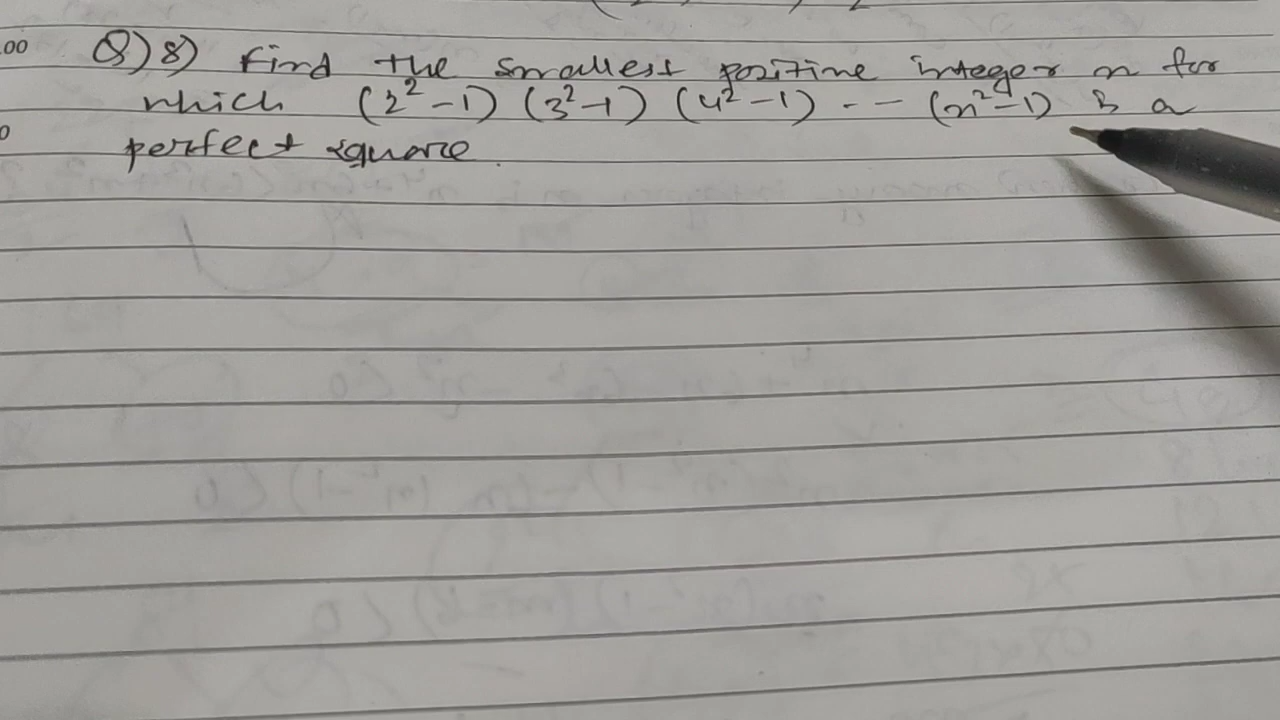 .00 Q) 8) Find the smallest positive integer n for
which (2² - 1) (3² - 1) (4² - 1) - - - (n² - 1) is a
perfect square.